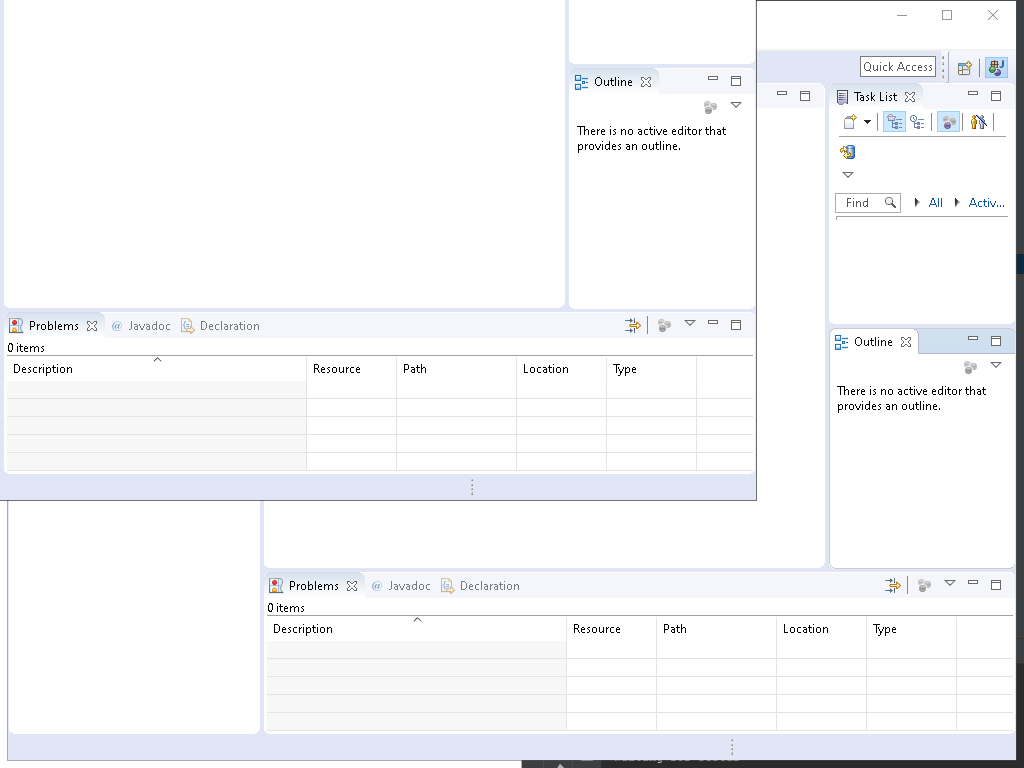 Quick Access
Outline
There is no active editor that
provides an outline.
Task List
Find
All
Activ...
Problems
@ Javadoc
Declaration
0 items
Description
Resource
Path
Location
Type
Outline
There is no active editor that
provides an outline.
Problems
@ Javadoc
Declaration
0 items
Description
Resource
Path
Location
Type